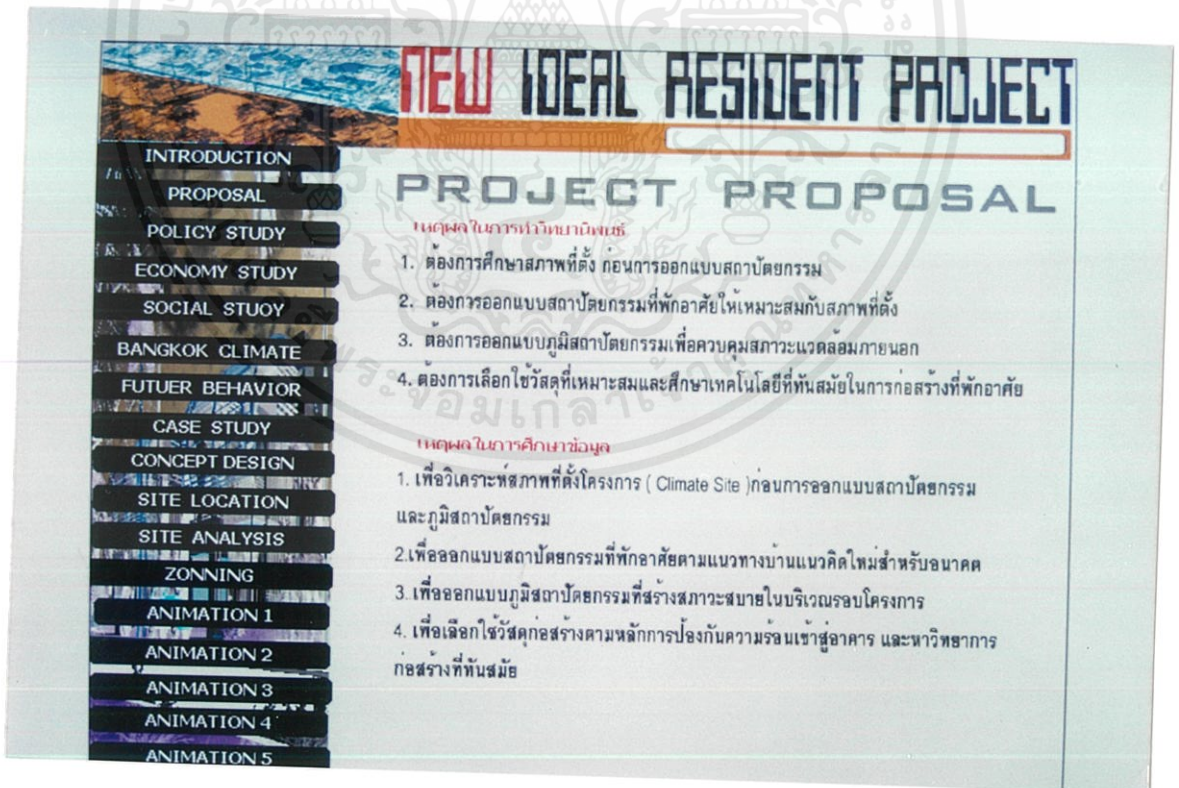 NEW IDEAL RESIDENT PROJECT
INTRODUCTION
PROPOSAL
POLICY STUDY
ECONOMY STUDY
SOCIAL STUOY
BANGKOK CLIMATE
FUTUER BEHAVIOR
CASE STUDY
CONCEPT DESIGN
SITE LOCATION
SITE ANALYSIS
ZONNING
ANIMATION 1
ANIMATION 2
ANIMATION 3
ANIMATION 4
ANIMATION 5
PROJECT PROPOSAL
เหตุผลในการทำวิทยานิพนธ์
1. ต้องการศึกษาสภาพที่ตั้ง ก่อนการออกแบบสถาปัตยกรรม
2. ต้องการออกแบบสถาปัตยกรรมที่พักอาศัยให้เหมาะสมกับสภาพที่ตั้ง
3. ต้องการออกแบบภูมิสถาปัตยกรรมเพื่อควบคุมสภาวะแวดล้อมภายนอก
4. ต้องการเลือกใช้วัสดุที่เหมาะสมและศึกษาเทคโนโลยีที่ทันสมัยในการก่อสร้างที่พักอาศัย
เหตุผลในการศึกษาข้อมูล
1. เพื่อวิเคราะห์สภาพที่ตั้งโครงการ ( Climate Site )ก่อนการออกแบบสถาปัตยกรรม
และภูมิสถาปัตยกรรม
2.เพื่อออกแบบสถาปัตยกรรมที่พักอาศัยตามแนวทางบ้านแนวคิดใหม่สำหรับอนาคต
3. เพื่อออกแบบภูมิสถาปัตยกรรมที่สร้างสภาวะสบายในบริเวณรอบโครงการ
4. เพื่อเลือกใช้วัสดุก่อสร้างตามหลักการป้องกันความร้อนเข้าสู่อาคาร และหาวิทยาการ
ก่อสร้างที่ทันสมัย